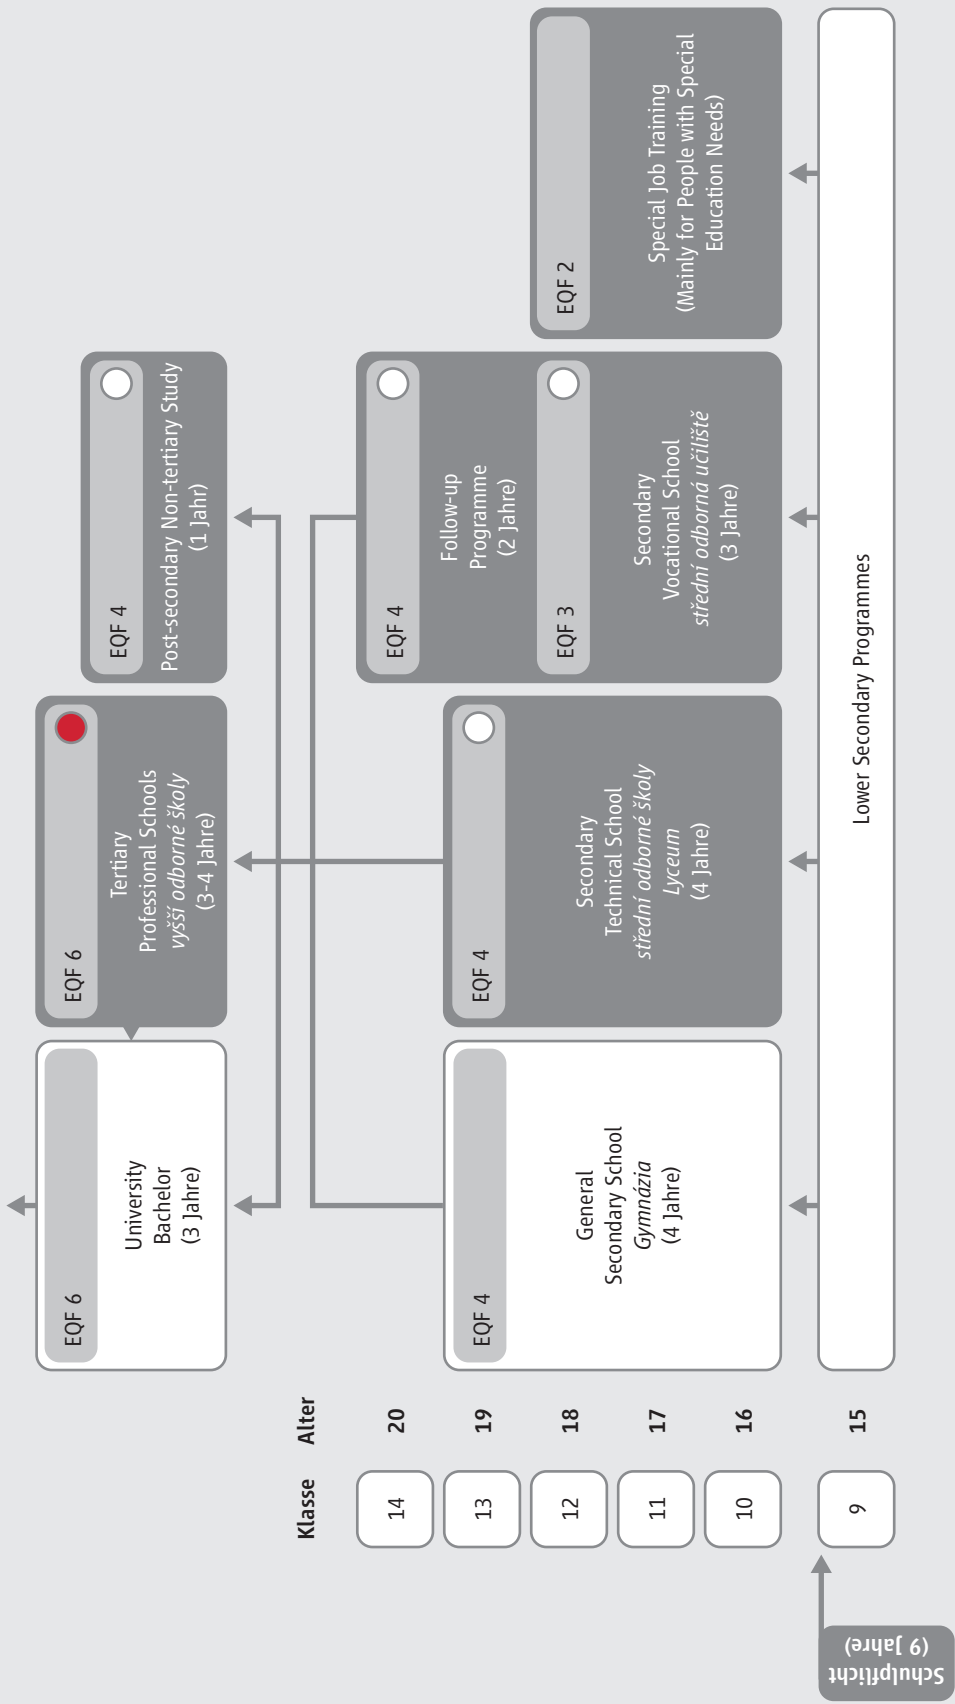 EQF 6
University
Bachelor
(3 Jahre)
EQF 6
Tertiary
Professional Schools
vyšší odborné školy
(3-4 Jahre)
EQF 4
Post-secondary Non-tertiary Study
(1 Jahr)
Klasse
Alter
14
20
13
19
12
18
11
17
10
16
9
15
EQF 4
General
Secondary School
Gymnázia
(4 Jahre)
EQF 4
Secondary
Technical School
střední odborné školy
Lyceum
(4 Jahre)
EQF 4
Follow-up
Programme
(2 Jahre)
EQF 3
Secondary
Vocational School
střední odborná učiliště
(3 Jahre)
EQF 2
Special Job Training
(Mainly for People with Special
Education Needs)
Lower Secondary Programmes
Schulpflicht
(9 Jahre)